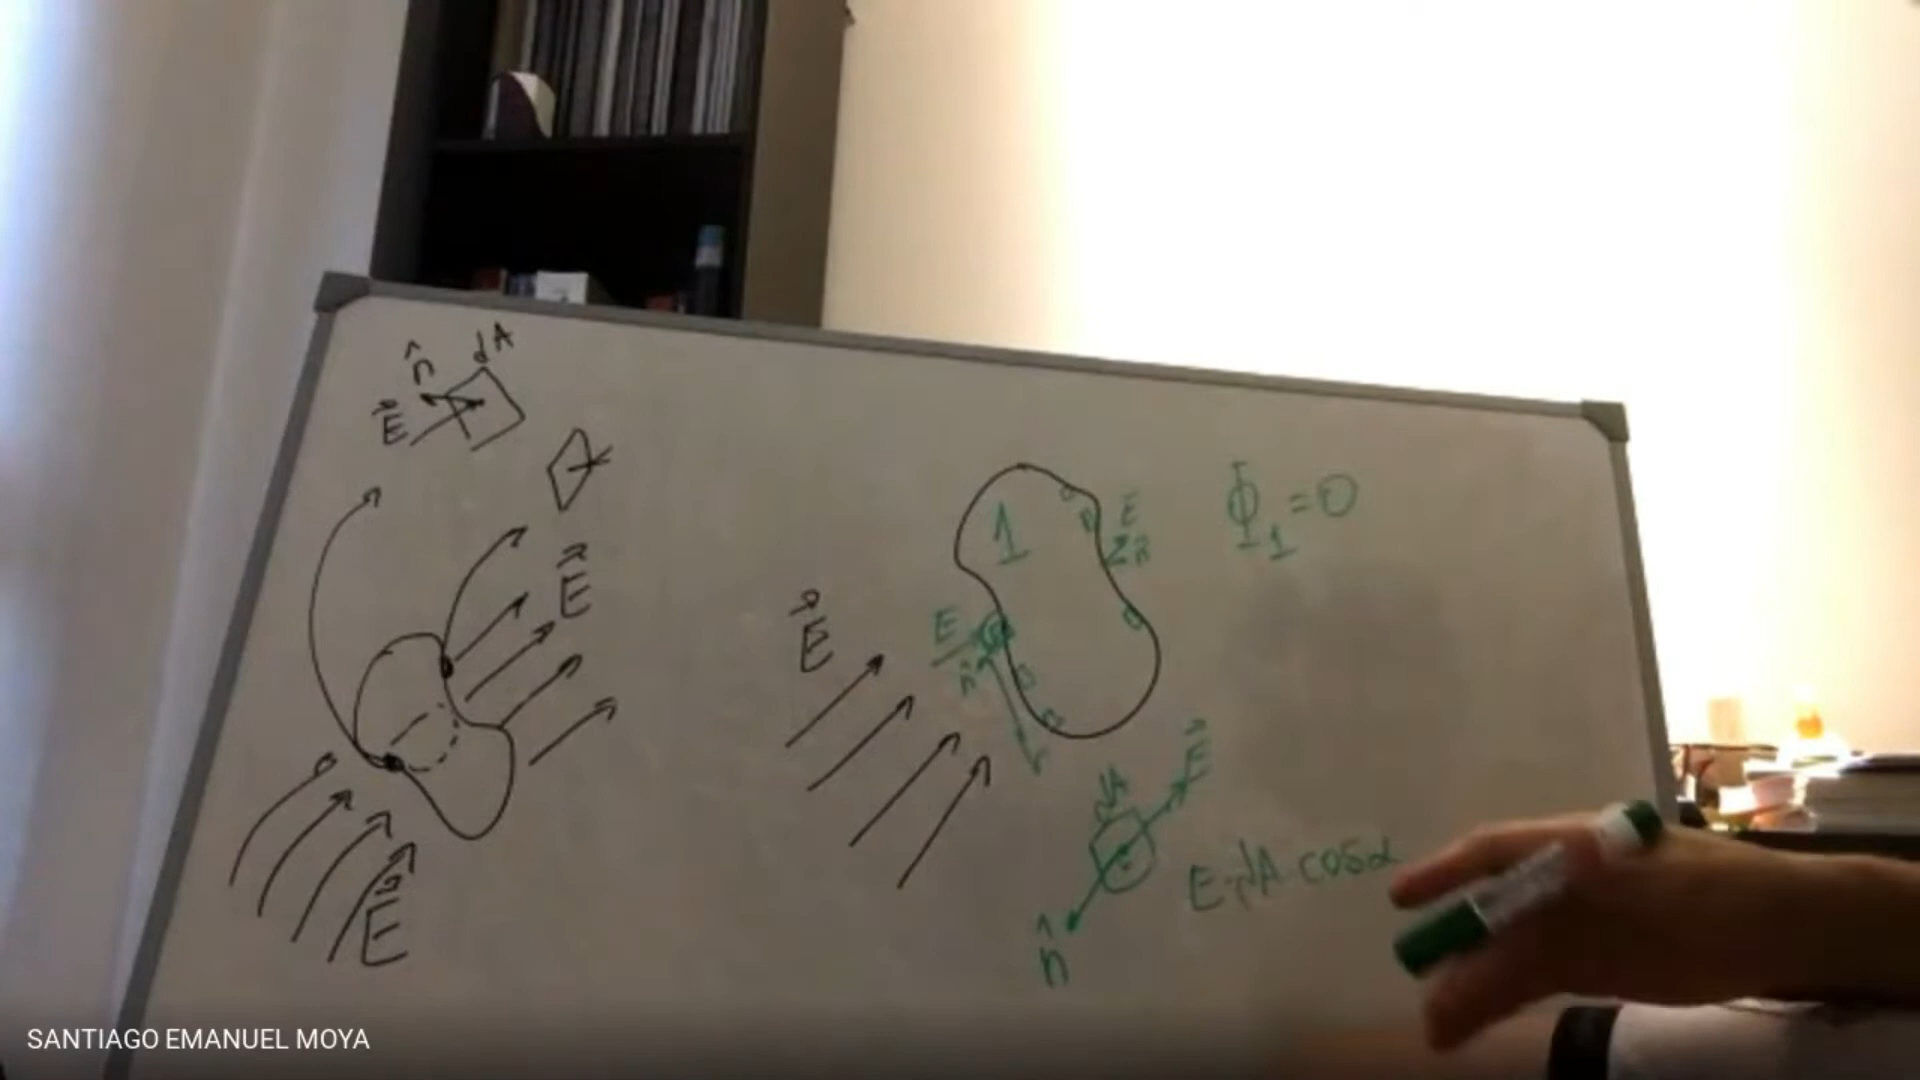 n̂
dA
E⃗
E⃗
E⃗
E⃗
1
E
n̂
Φ₁ = 0
E
n̂
dA
E⃗
n̂
E·dA·cosα
SANTIAGO EMANUEL MOYA